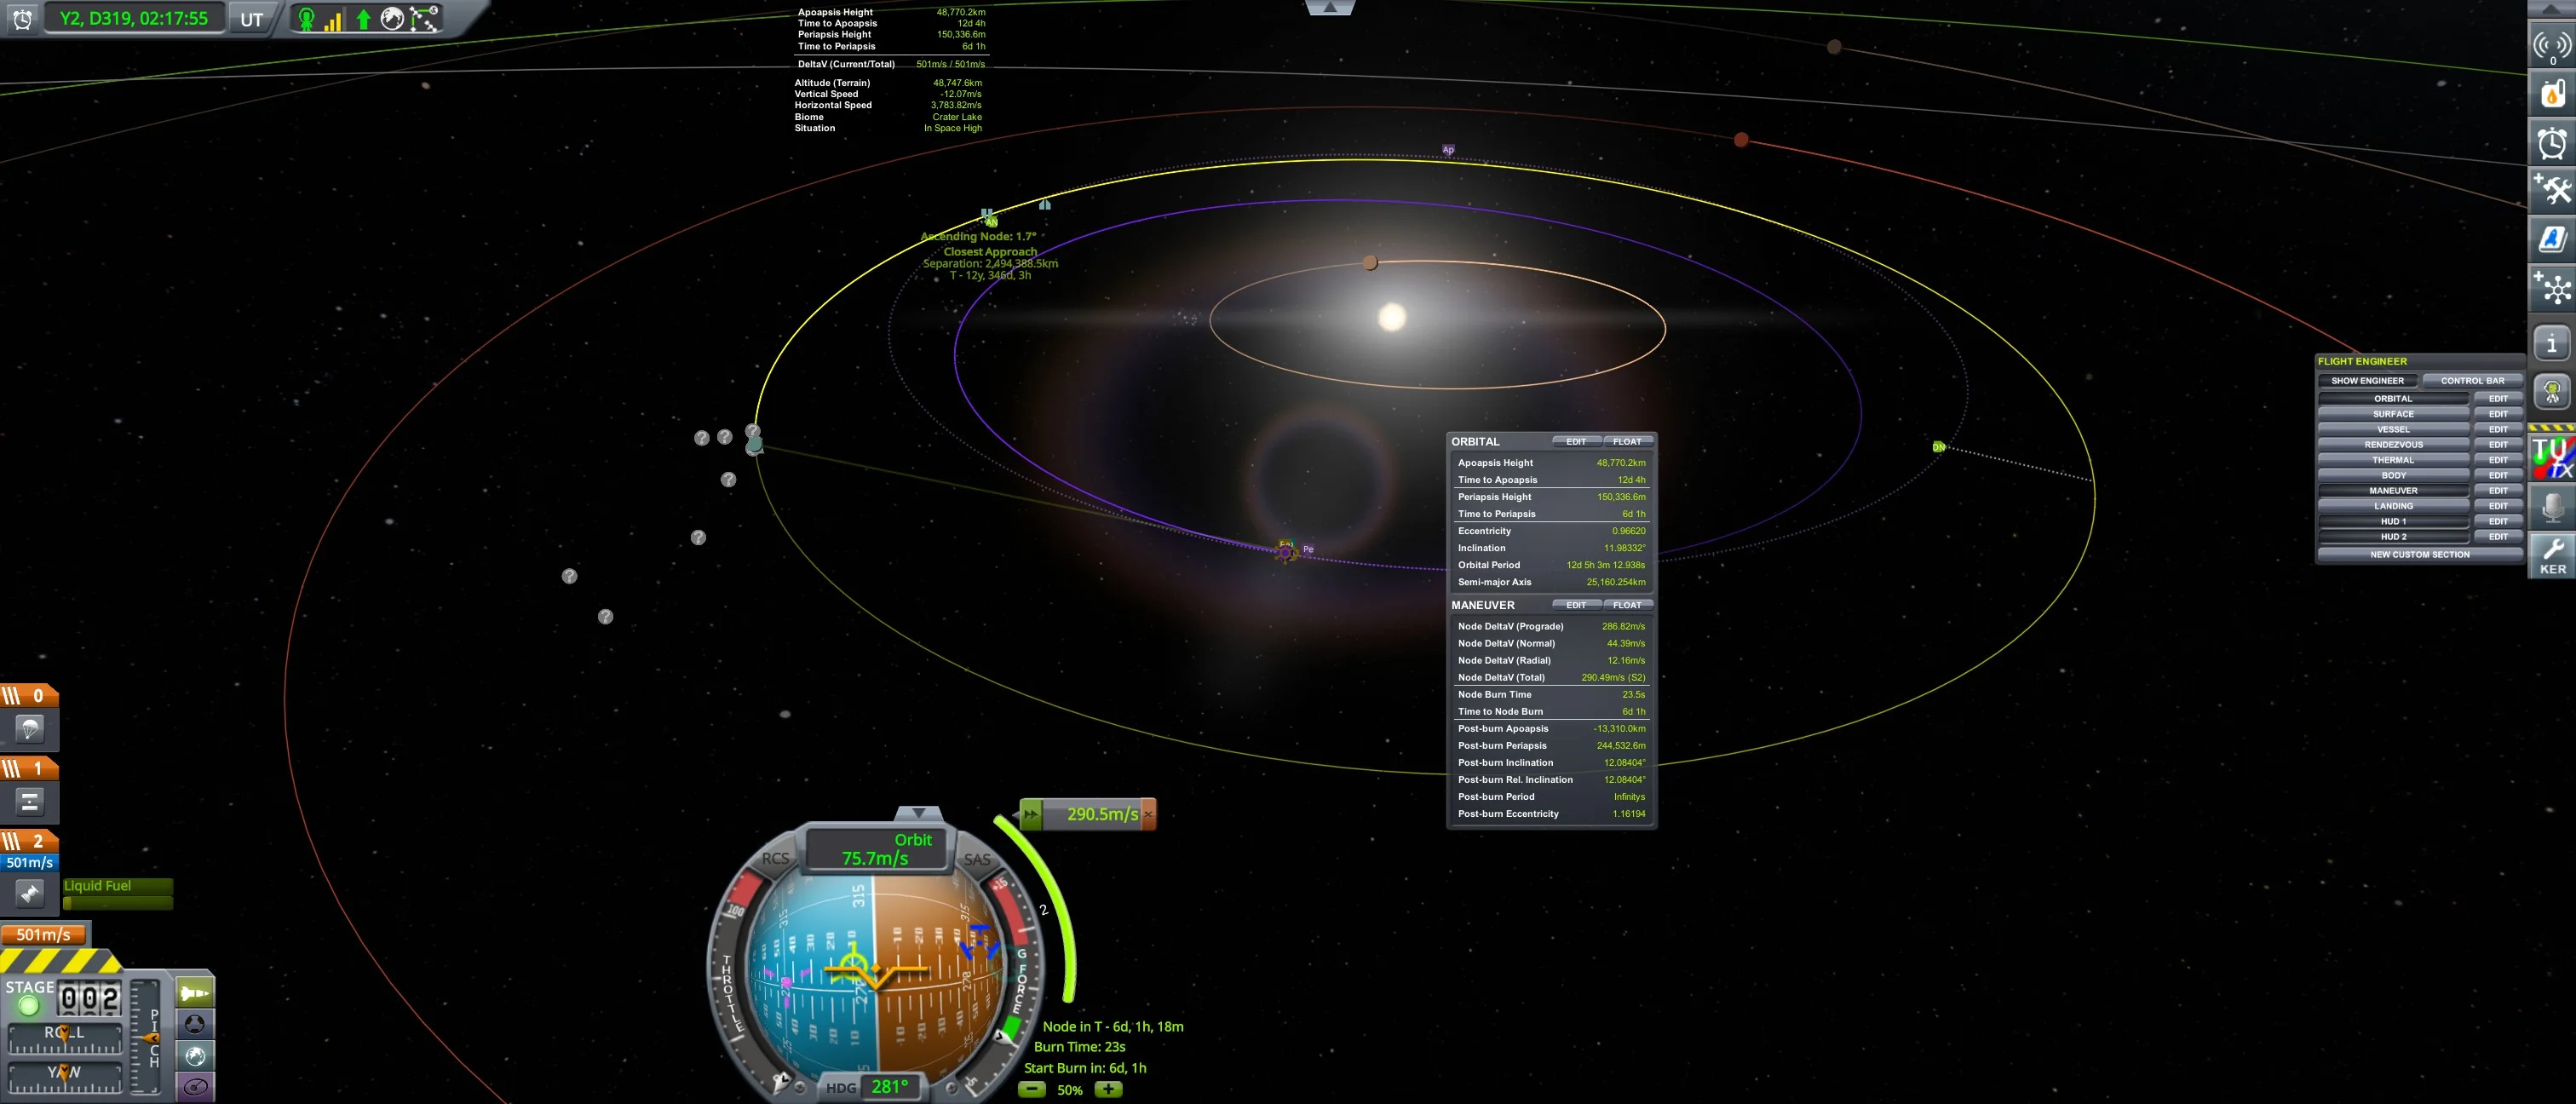 Y2, D319, 02:17:55
UT
Apoapsis Height 48,770.2km
Time to Apoapsis 12d 4h
Periapsis Height 150,336.6m
Time to Periapsis 6d 1h
DeltaV (Current/Total) 501m/s / 501m/s
Altitude (Terrain) 48,747.6km
Vertical Speed -12.07m/s
Horizontal Speed 3,783.82m/s
Biome Crater Lake
Situation In Space High
0
Ap
AN
Ascending Node: 1.7°
Closest Approach
Separation: 2,494,388.5km
T - 12y, 346d, 3h
DN
Pe
? ? ?
?
?
?
?
FLIGHT ENGINEER
SHOW ENGINEER CONTROL BAR
ORBITAL EDIT
SURFACE EDIT
VESSEL EDIT
RENDEZVOUS EDIT
THERMAL EDIT
BODY EDIT
MANEUVER EDIT
LANDING EDIT
HUD 1 EDIT
HUD 2 EDIT
NEW CUSTOM SECTION
i
TU
fx
KER
ORBITAL EDIT FLOAT
Apoapsis Height 48,770.2km
Time to Apoapsis 12d 4h
Periapsis Height 150,336.6m
Time to Periapsis 6d 1h
Eccentricity 0.96620
Inclination 11.98332°
Orbital Period 12d 5h 3m 12.938s
Semi-major Axis 25,160.254km
MANEUVER EDIT FLOAT
Node DeltaV (Prograde) 286.82m/s
Node DeltaV (Normal) 44.39m/s
Node DeltaV (Radial) 12.16m/s
Node DeltaV (Total) 290.49m/s (S2)
Node Burn Time 23.5s
Time to Node Burn 6d 1h
Post-burn Apoapsis -13,310.0km
Post-burn Periapsis 244,532.6m
Post-burn Inclination 12.08404°
Post-burn Rel. Inclination 12.08404°
Post-burn Period Infinitys
Post-burn Eccentricity 1.16194
0
1
2
501m/s
Liquid Fuel
501m/s
STAGE 002
ROLL
YAW
PITCH
290.5m/s
RCS
Orbit
75.7m/s
SAS
THROTTLE
100
G FORCE
+15
2
315
HDG 281°
Node in T - 6d, 1h, 18m
Burn Time: 23s
Start Burn in: 6d, 1h
50%